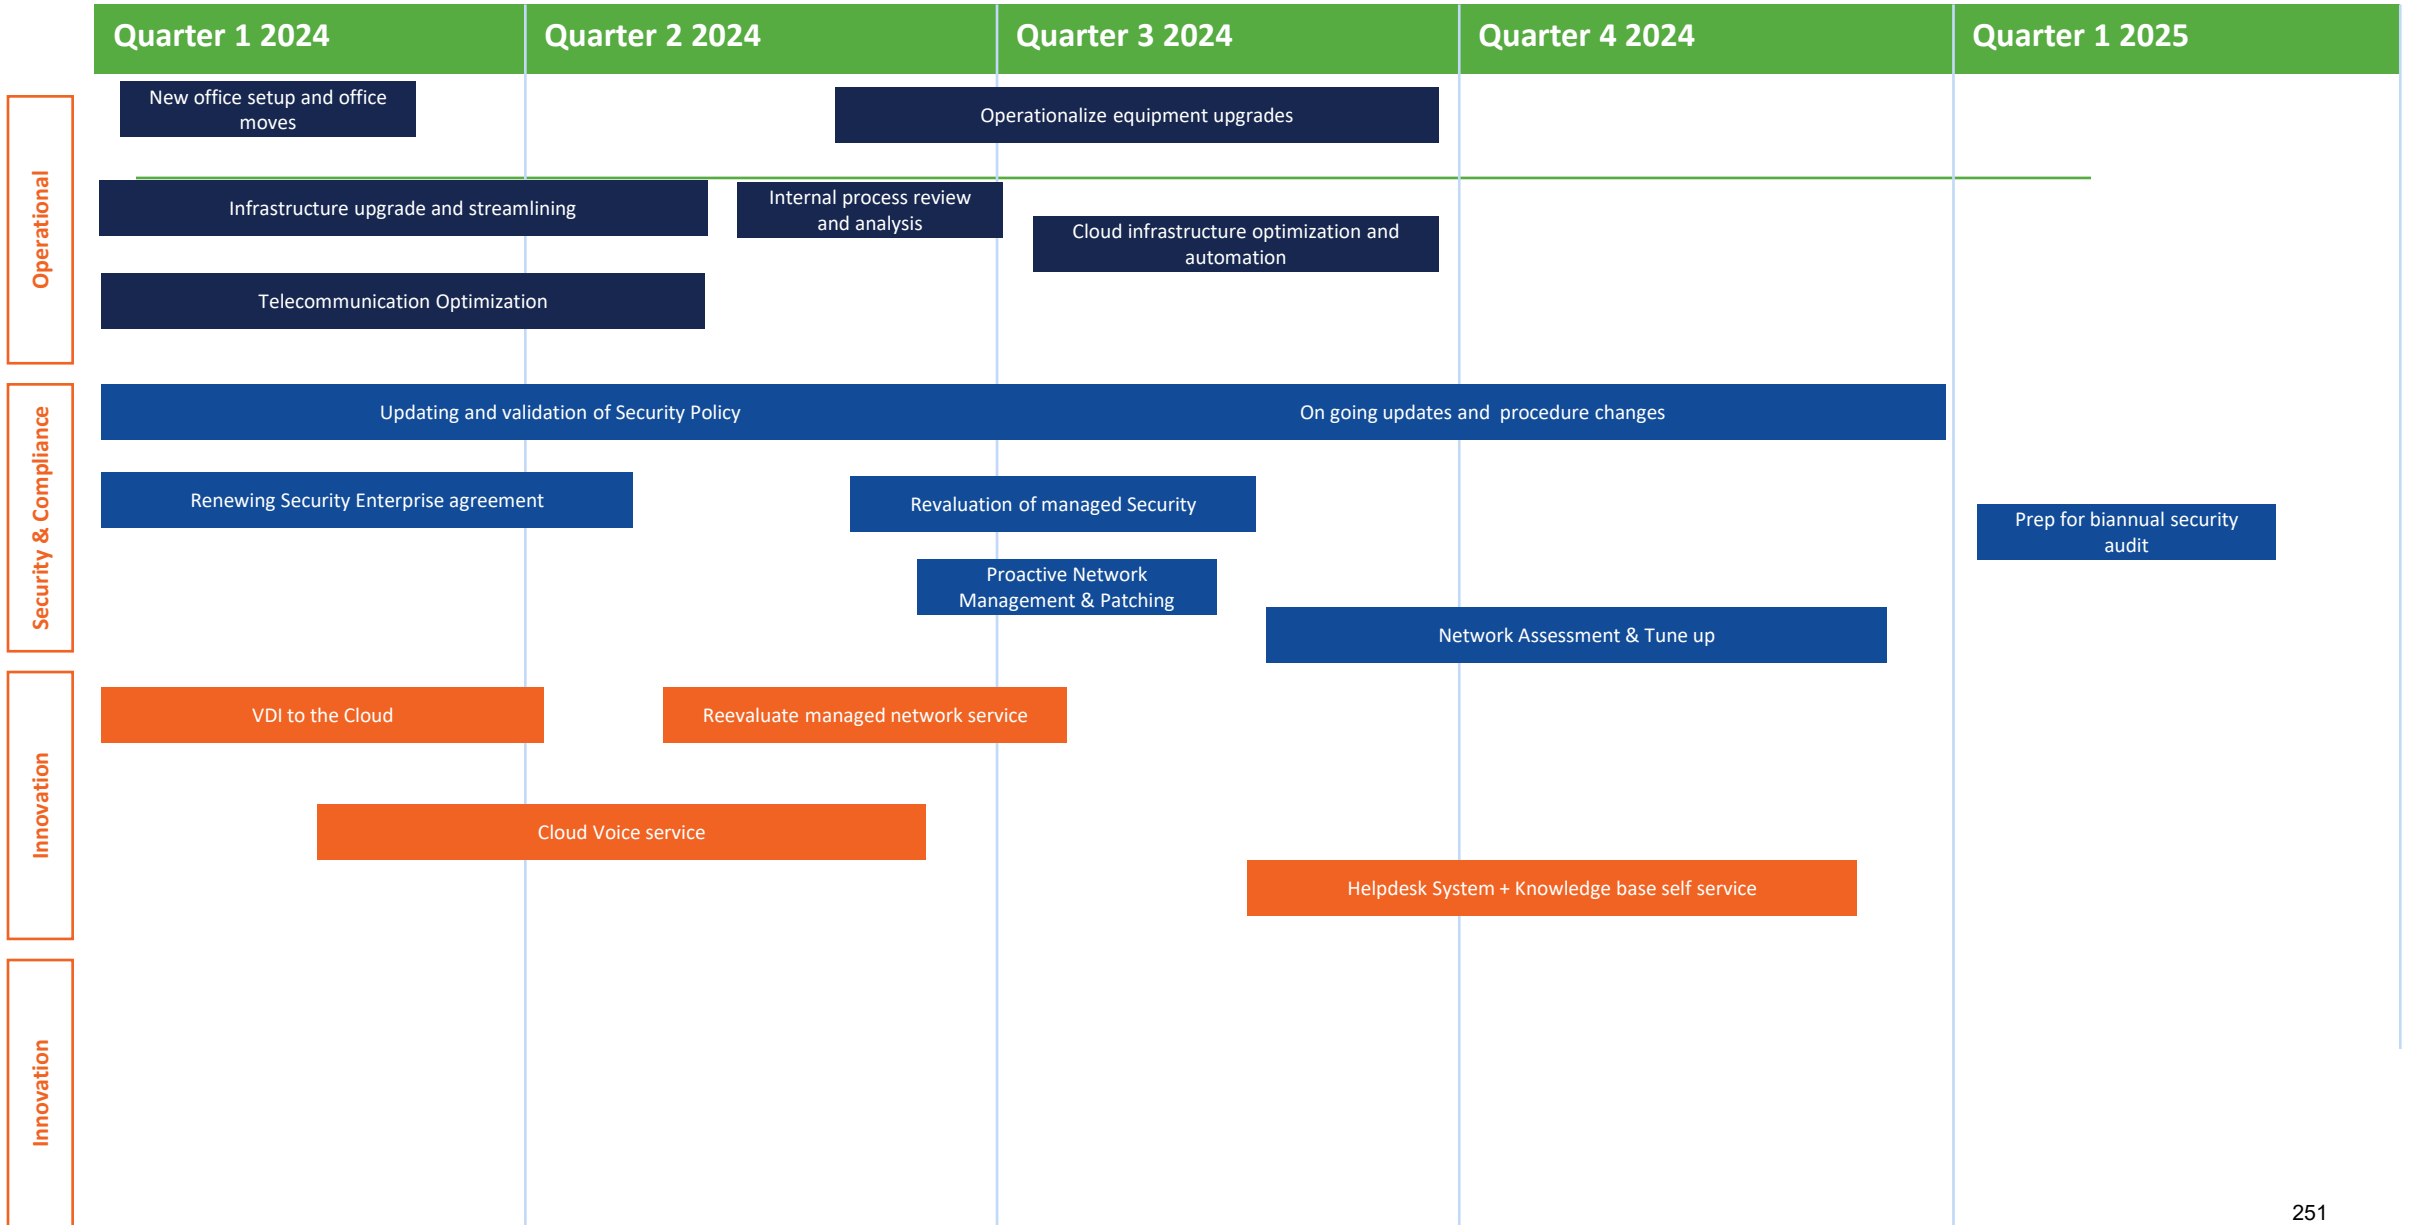 Quarter 1 2024
Quarter 2 2024
Quarter 3 2024
Quarter 4 2024
Quarter 1 2025
Operational
New office setup and office
moves
Operationalize equipment upgrades
Infrastructure upgrade and streamlining
Internal process review
and analysis
Cloud infrastructure optimization and
automation
Telecommunication Optimization
Security & Compliance
Updating and validation of Security Policy
On going updates and  procedure changes
Renewing Security Enterprise agreement
Revaluation of managed Security
Prep for biannual security
audit
Proactive Network
Management & Patching
Network Assessment & Tune up
Innovation
VDI to the Cloud
Reevaluate managed network service
Cloud Voice service
Helpdesk System + Knowledge base self service
Innovation
251